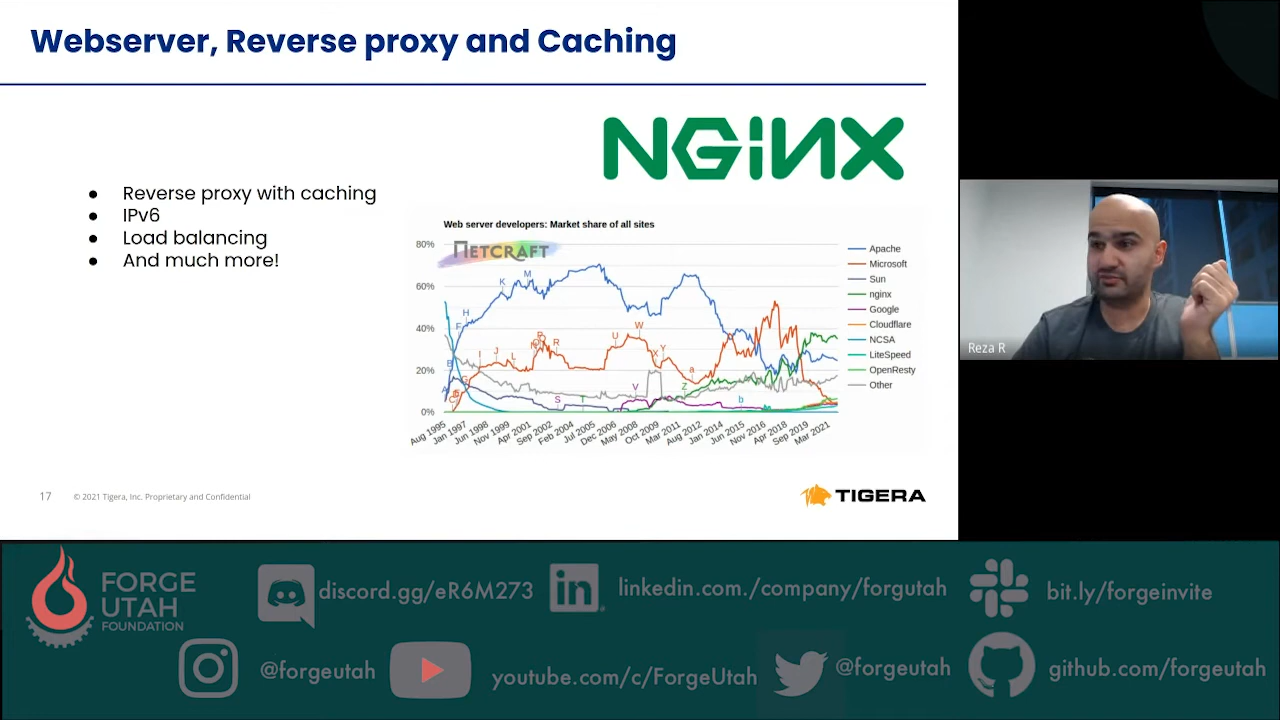 Webserver, Reverse proxy and Caching
NGINX
● Reverse proxy with caching
● IPv6
● Load balancing
● And much more!
Web server developers: Market share of all sites
NETCRAFT
80%
60%
40%
20%
0%
Apache
Microsoft
Sun
nginx
Google
Cloudflare
NCSA
LiteSpeed
OpenResty
Other
K
M
H
F
I
J
L
R
U
W
Y
S
T
V
Z
a
b
Aug 1995
Jan 1997
Jun 1998
Nov 1999
Apr 2001
Sep 2002
Feb 2004
Jul 2005
Dec 2006
May 2008
Oct 2009
Mar 2011
Aug 2012
Jan 2014
Jun 2015
Nov 2016
Apr 2018
Sep 2019
Mar 2021
17
© 2021 Tigera, Inc. Proprietary and Confidential
TIGERA
Reza R
FORGE
UTAH
FOUNDATION
discord.gg/eR6M273
in
linkedin.com./company/forgutah
bit.ly/forgeinvite
@forgeutah
youtube.com/c/ForgeUtah
@forgeutah
github.com/forgeutah